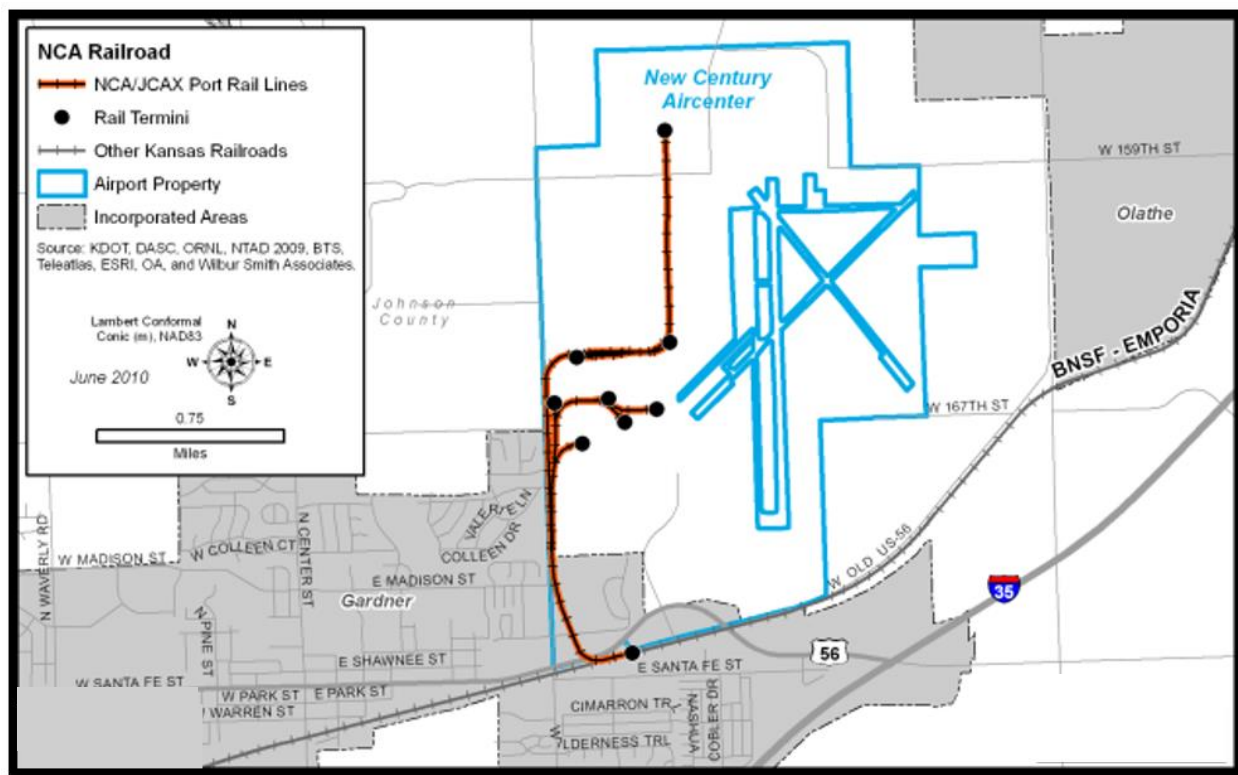 NCA Railroad
NCA/JCAX Port Rail Lines
Rail Termini
Other Kansas Railroads
Airport Property
Incorporated Areas
Source: KDOT, DASC, ORNL, NTAD 2009, BTS,
Teleatlas, ESRI, OA, and Wilbur Smith Associates.
Lambert Conformal
Conic (m), NAD83
June 2010
N
W E
S
0.75
Miles
New Century
Aircenter
W 159TH ST
Olathe
Johnson
County
BNSF - EMPORIA
W 167TH ST
W OLD US-56
35
56
N WAVERLY RD
W MADISON ST
W COLLEEN CT
N CENTER ST
COLLEEN DR
E MADISON ST
Gardner
N PINE ST
E SHAWNEE ST
W SANTA FE ST
E SANTA FE ST
W PARK ST
E PARK ST
WARREN ST
CIMARRON TRL
NASHUA
COBLER DR